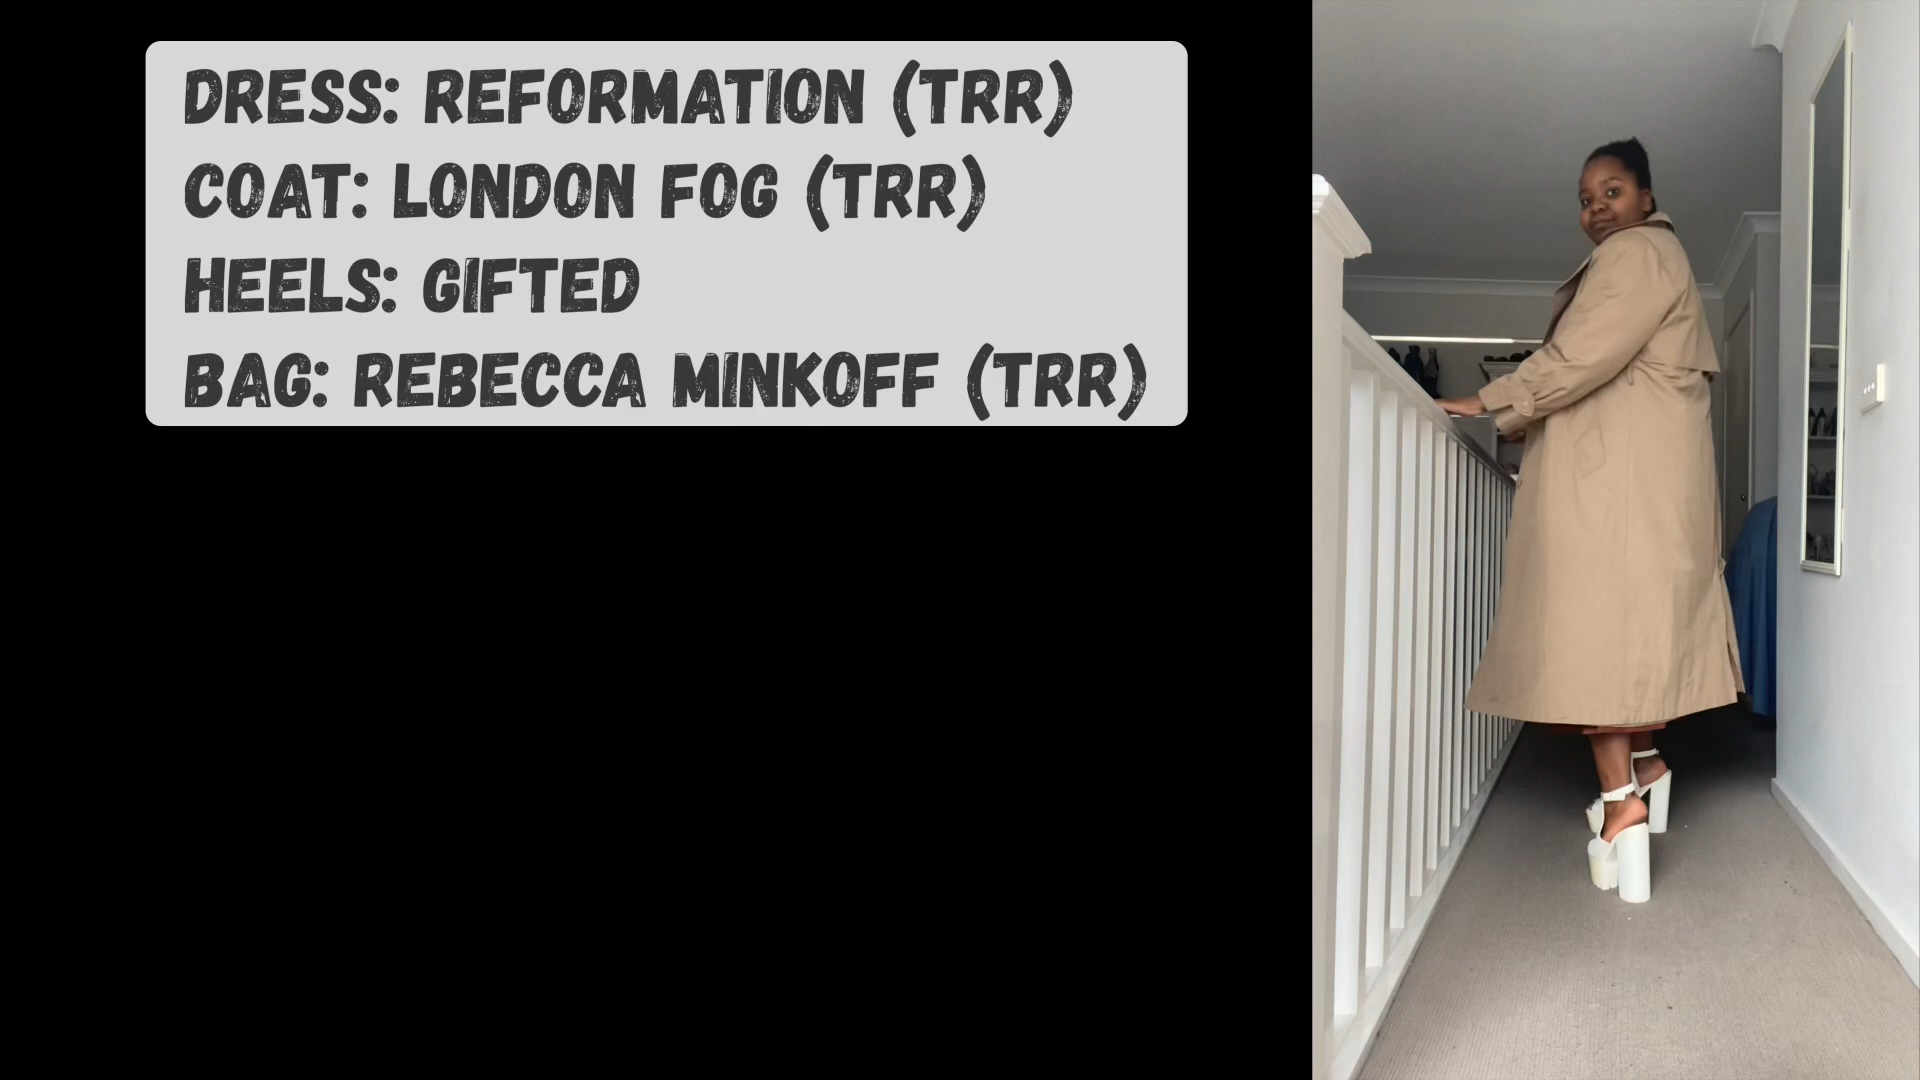 DRESS: REFORMATION (TRR)
COAT: LONDON FOG (TRR)
HEELS: GIFTED
BAG: REBECCA MINKOFF (TRR)